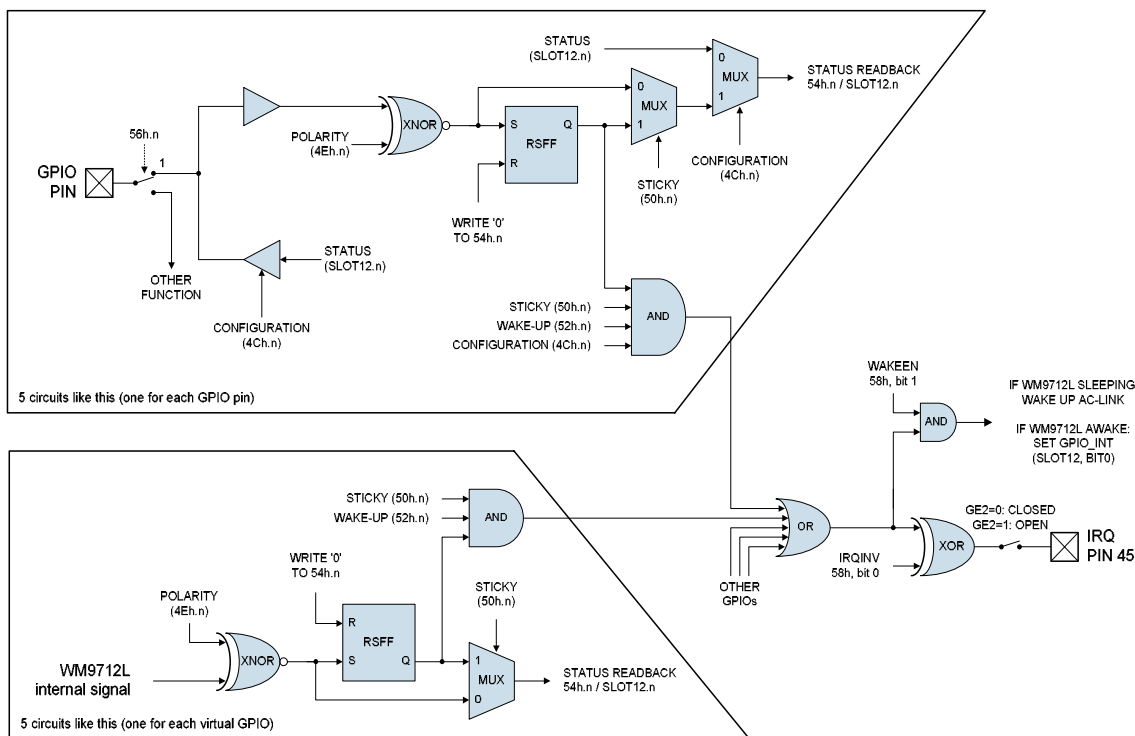 STATUS
(SLOT12.n)
0
MUX
1
STATUS READBACK
54h.n / SLOT12.n
56h.n
1
GPIO
PIN
XNOR
POLARITY
(4Eh.n)
S
Q
RSFF
R
0
MUX
1
CONFIGURATION
(4Ch.n)
STICKY
(50h.n)
WRITE '0'
TO 54h.n
STATUS
(SLOT12.n)
OTHER
FUNCTION
CONFIGURATION
(4Ch.n)
STICKY (50h.n)
WAKE-UP (52h.n)
CONFIGURATION (4Ch.n)
AND
5 circuits like this (one for each GPIO pin)
WAKEEN
58h, bit 1
AND
IF WM9712L SLEEPING
WAKE UP AC-LINK
IF WM9712L AWAKE:
SET GPIO_INT
(SLOT12, BIT0)
STICKY (50h.n)
WAKE-UP (52h.n)
AND
OR
OTHER
GPIOs
IRQINV
58h, bit 0
XOR
GE2=0: CLOSED
GE2=1: OPEN
IRQ
PIN 45
WRITE '0'
TO 54h.n
STICKY
(50h.n)
POLARITY
(4Eh.n)
R
RSFF
S
Q
XNOR
WM9712L
internal signal
1
MUX
0
STATUS READBACK
54h.n / SLOT12.n
5 circuits like this (one for each virtual GPIO)